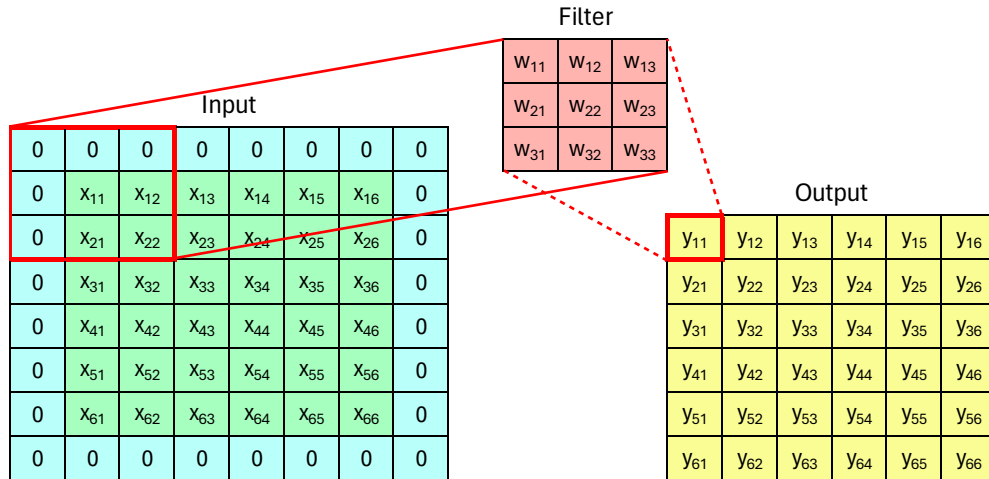 Filter
w₁₁ w₁₂ w₁₃
w₂₁ w₂₂ w₂₃
w₃₁ w₃₂ w₃₃
Input
0 0 0 0 0 0 0 0
0 x₁₁ x₁₂ x₁₃ x₁₄ x₁₅ x₁₆ 0
0 x₂₁ x₂₂ x₂₃ x₂₄ x₂₅ x₂₆ 0
0 x₃₁ x₃₂ x₃₃ x₃₄ x₃₅ x₃₆ 0
0 x₄₁ x₄₂ x₄₃ x₄₄ x₄₅ x₄₆ 0
0 x₅₁ x₅₂ x₅₃ x₅₄ x₅₅ x₅₆ 0
0 x₆₁ x₆₂ x₆₃ x₆₄ x₆₅ x₆₆ 0
0 0 0 0 0 0 0 0
Output
y₁₁ y₁₂ y₁₃ y₁₄ y₁₅ y₁₆
y₂₁ y₂₂ y₂₃ y₂₄ y₂₅ y₂₆
y₃₁ y₃₂ y₃₃ y₃₄ y₃₅ y₃₆
y₄₁ y₄₂ y₄₃ y₄₄ y₄₅ y₄₆
y₅₁ y₅₂ y₅₃ y₅₄ y₅₅ y₅₆
y₆₁ y₆₂ y₆₃ y₆₄ y₆₅ y₆₆